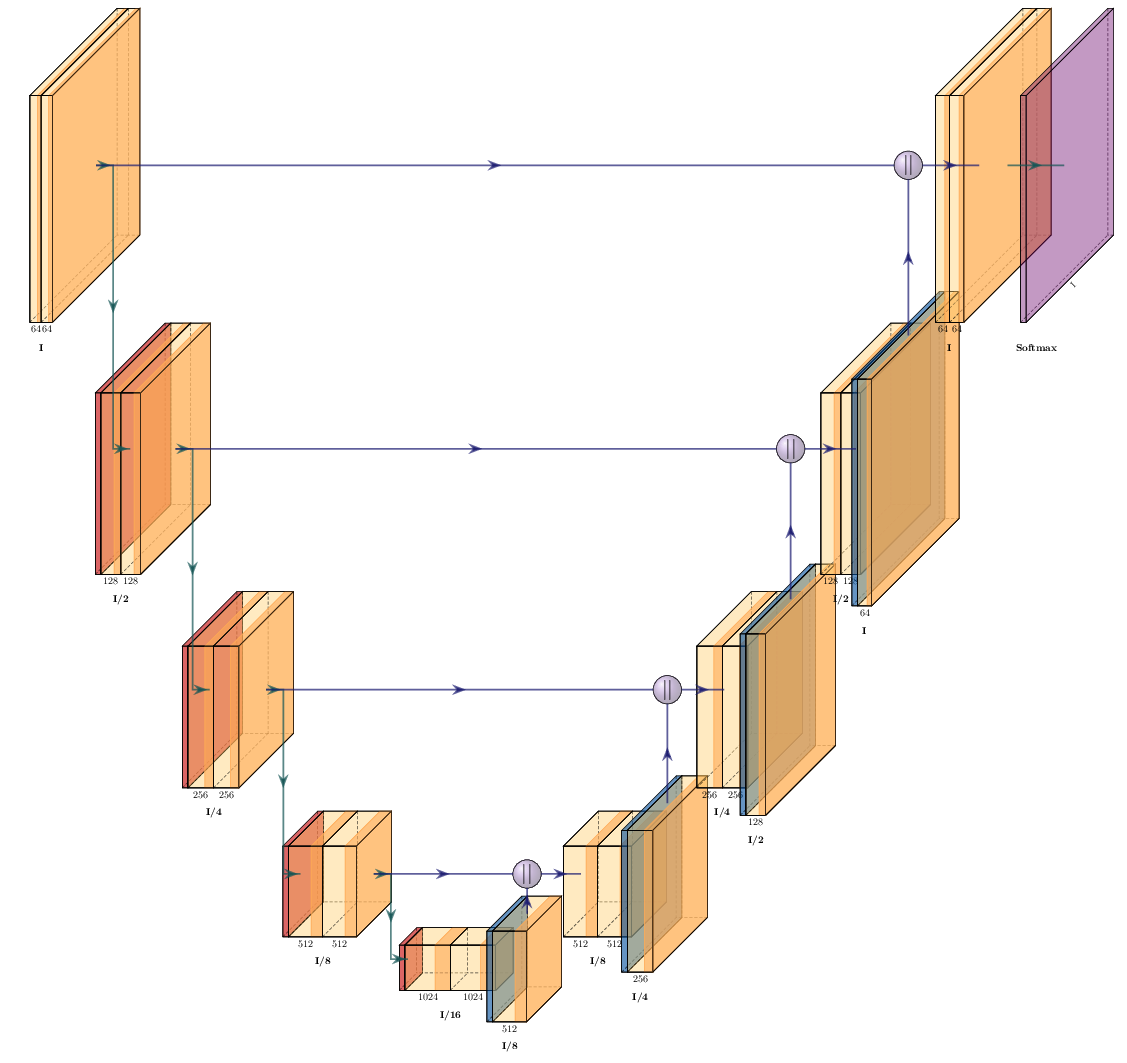 6464
I
I
128 128
I/2
256 256
I/4
512 512
I/8
1024 1024
I/16
512
I/8
||
512 512
I/8
256
I/4
||
256 256
I/4
128
I/2
||
128 128
I/2
64
I
||
64 64
I
Softmax